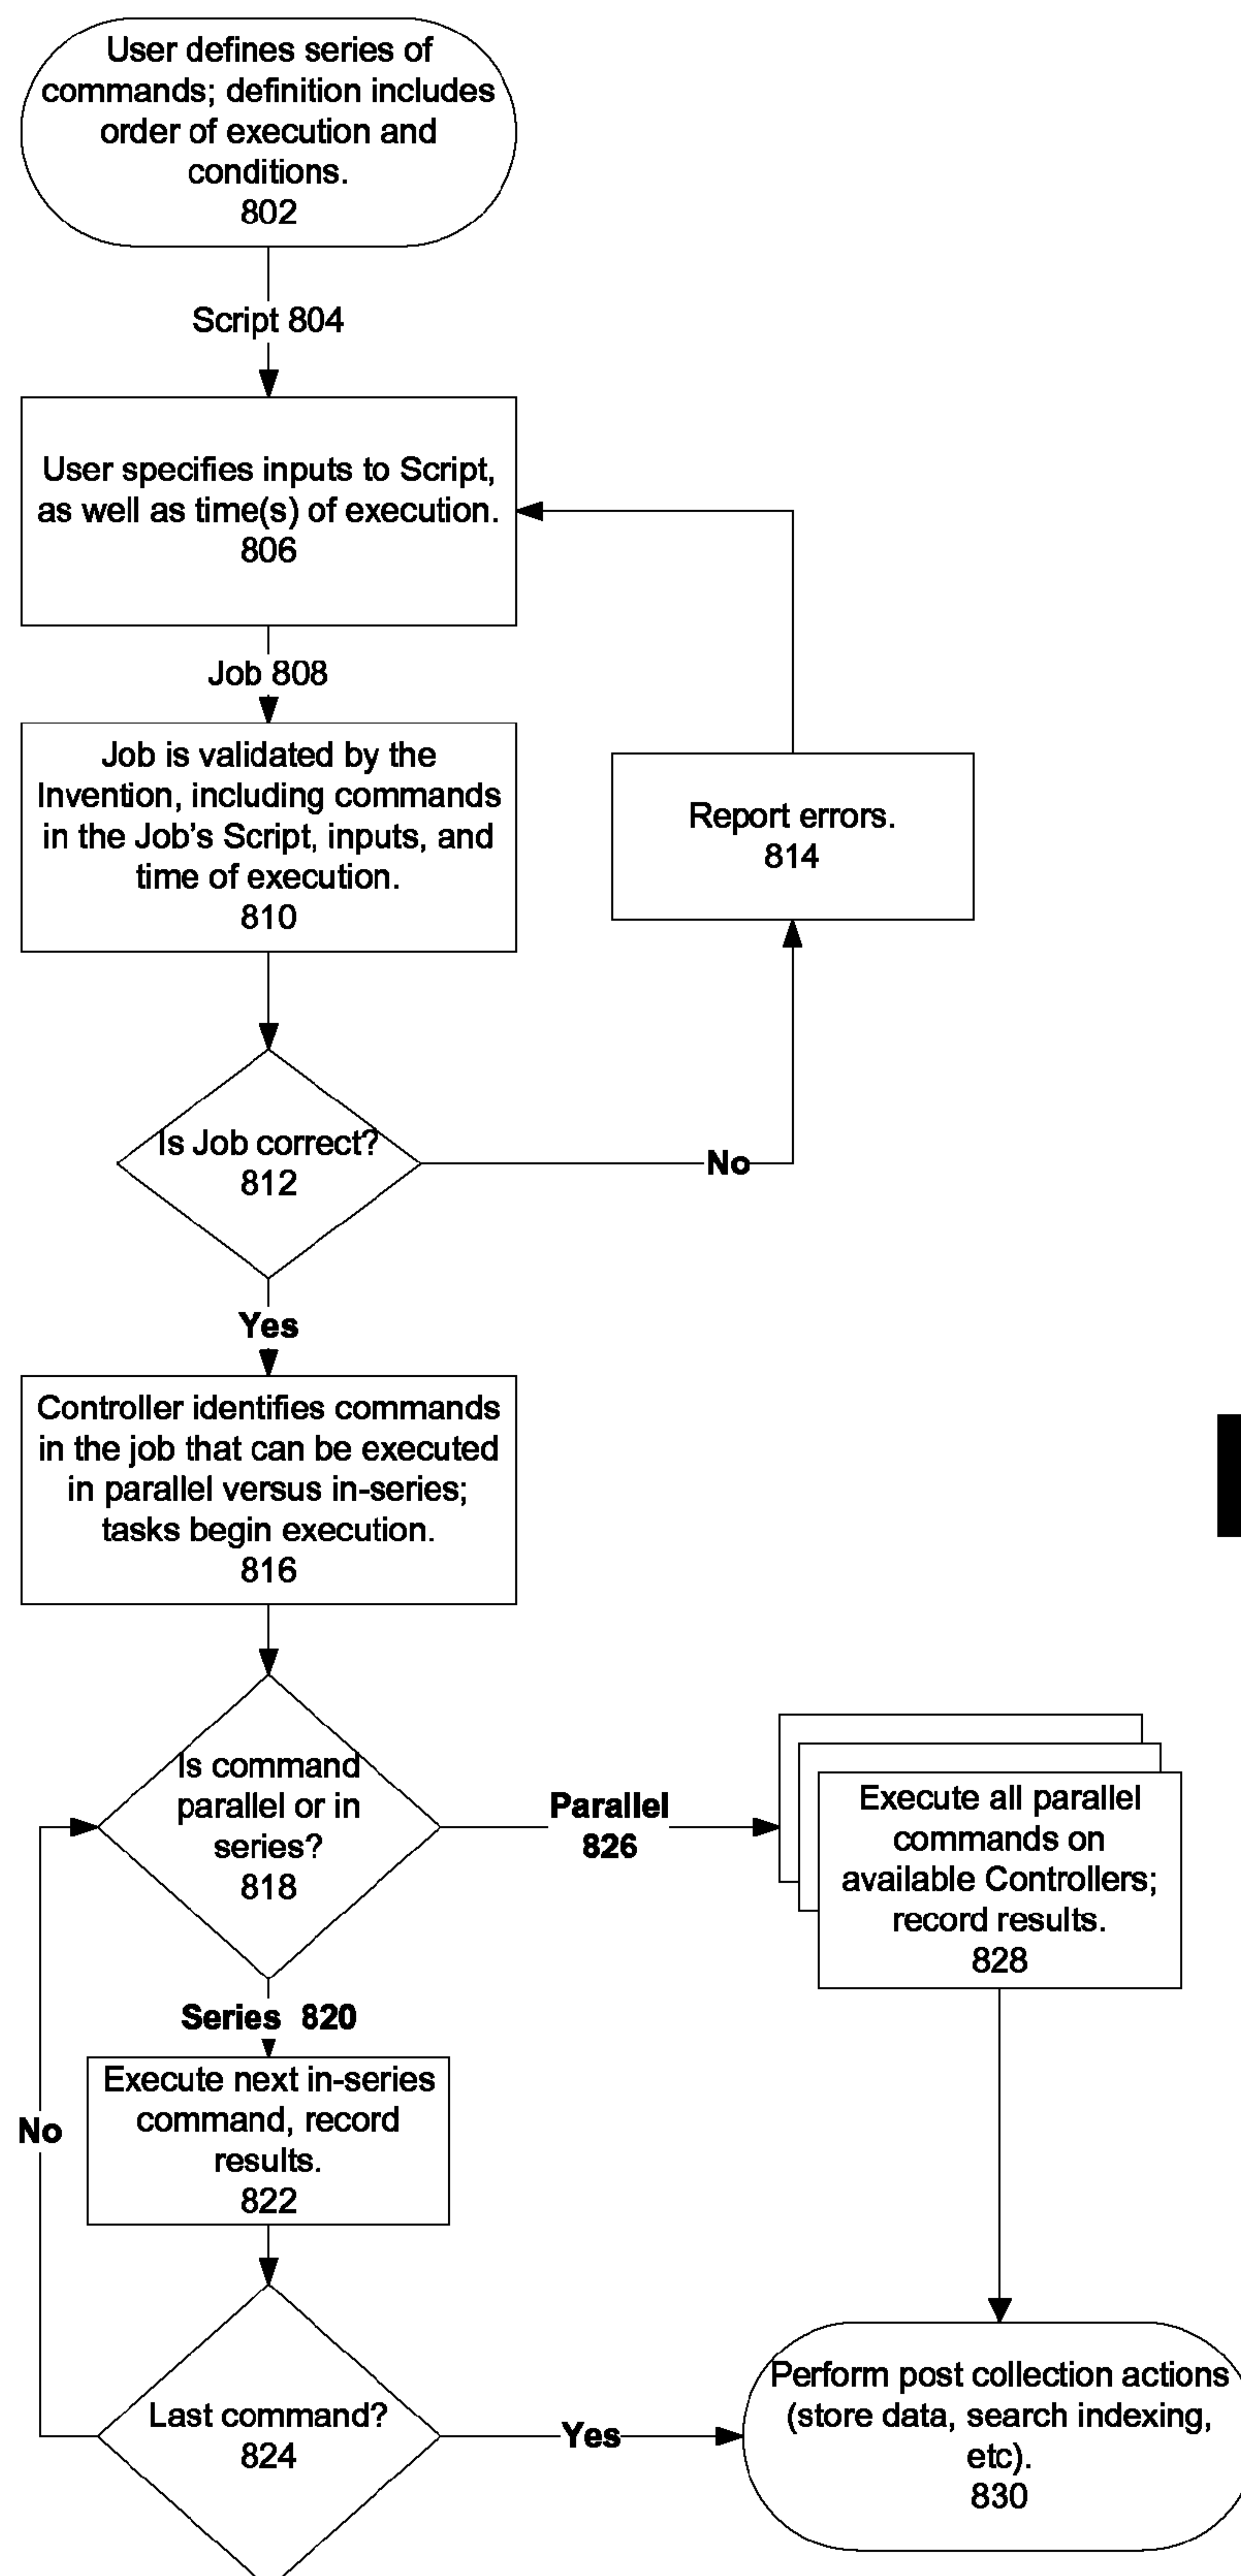 User defines series of
commands; definition includes
order of execution and
conditions.
802
Script 804
User specifies inputs to Script,
as well as time(s) of execution.
806
Job 808
Job is validated by the
Invention, including commands
in the Job's Script, inputs, and
time of execution.
810
Report errors.
814
Is Job correct?
812
No
Yes
Controller identifies commands
in the job that can be executed
in parallel versus in-series;
tasks begin execution.
816
Is command
parallel or in
series?
818
Parallel
826
Execute all parallel
commands on
available Controllers;
record results.
828
Series 820
Execute next in-series
command, record
results.
822
No
Last command?
824
Yes
Perform post collection actions
(store data, search indexing,
etc).
830